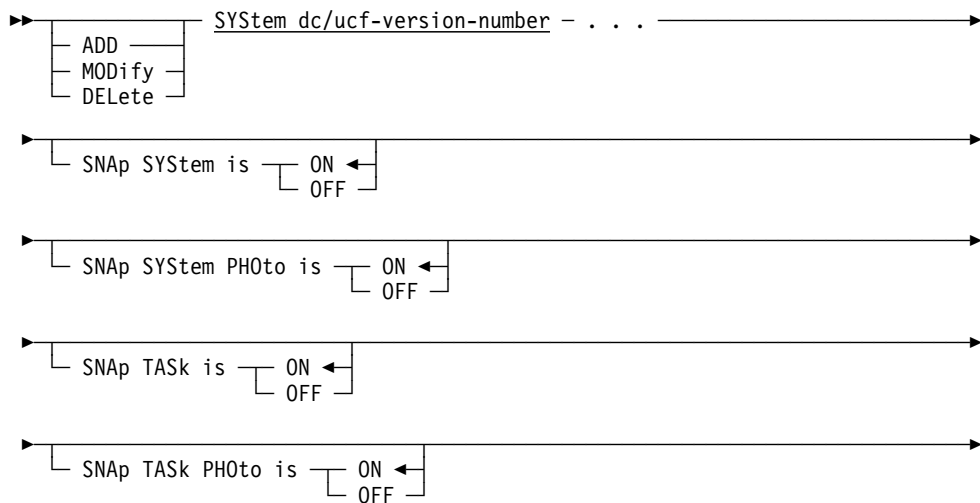 SYStem dc/ucf-version-number . . .
ADD
MODify
DELete
SNAp SYStem is ON
OFF
SNAp SYStem PHOto is ON
OFF
SNAp TASk is ON
OFF
SNAp TASk PHOto is ON
OFF